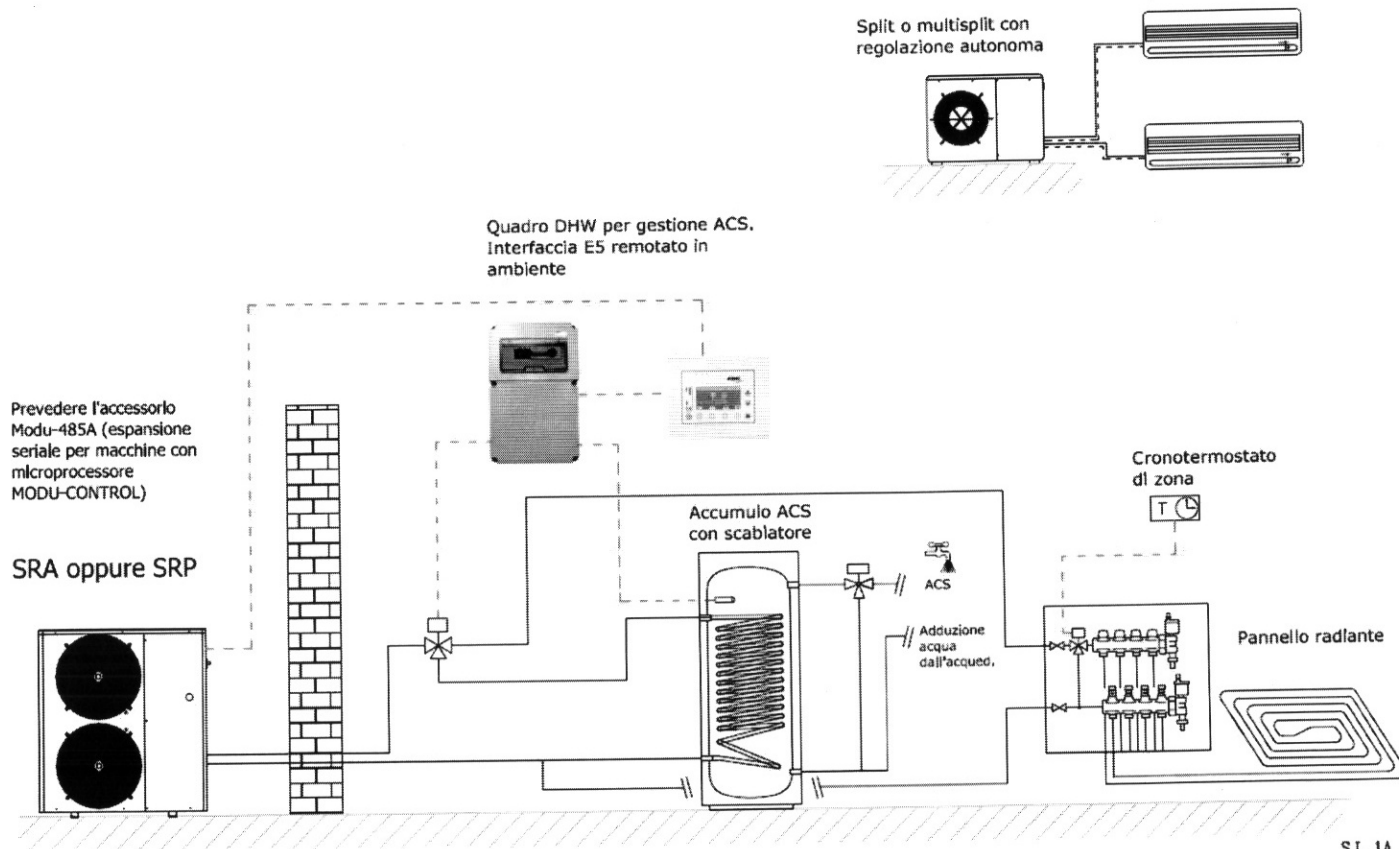 Split o multisplit con
regolazione autonoma
Quadro DHW per gestione ACS.
Interfaccia E5 remotato in
ambiente
Prevedere l'accessorio
Modu-485A (espansione
seriale per macchine con
microprocessore
MODU-CONTROL)
SRA oppure SRP
Accumulo ACS
con scablatore
ACS
Adduzione
acqua
dall'acqued.
Cronotermostato
di zona
T
Pannello radiante